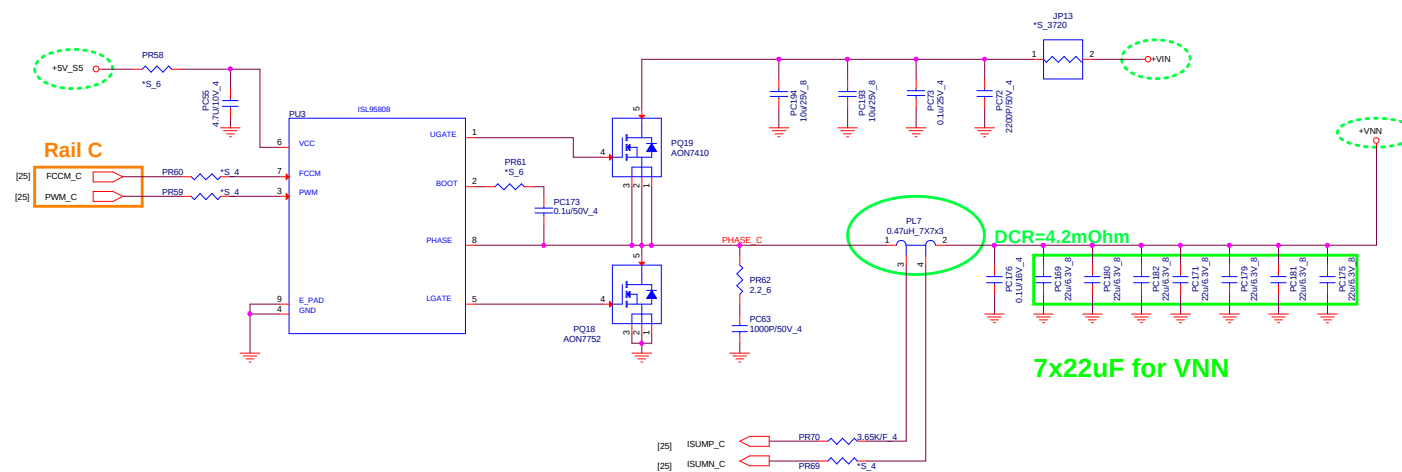 JP13
*S_3720
1
2
+VIN
+5V_S5
PR58
*S_6
PC55
4.7U/10V_4
PU3
ISL95808
6
VCC
UGATE
1
5
4
PQ19
AON7410
3
2
1
PC194
10u/25V_8
PC193
10u/25V_8
PC73
0.1u/25V_4
PC72
2200P/50V_4
+VNN
Rail C
[25]
FCCM_C
PR60
*S_4
7
FCCM
[25]
PWM_C
PR59
*S_4
3
PWM
BOOT
2
PR61
*S_6
PC173
0.1u/50V_4
PHASE
8
PHASE_C
PL7
0.47uH_7X7x3
1
2
3
4
DCR=4.2mOhm
5
4
LGATE
5
PQ18
AON7752
3
2
1
9
E_PAD
4
GND
PR62
2.2_6
PC63
1000P/50V_4
PC176
0.1U/16V_4
PC169
22u/6.3V_8
PC180
22u/6.3V_8
PC182
22u/6.3V_8
PC171
22u/6.3V_8
PC179
22u/6.3V_8
PC181
22u/6.3V_8
PC175
22u/6.3V_8
7x22uF for VNN
[25]
ISUMP_C
PR70
3.65K/F_4
[25]
ISUMN_C
PR69
*S_4